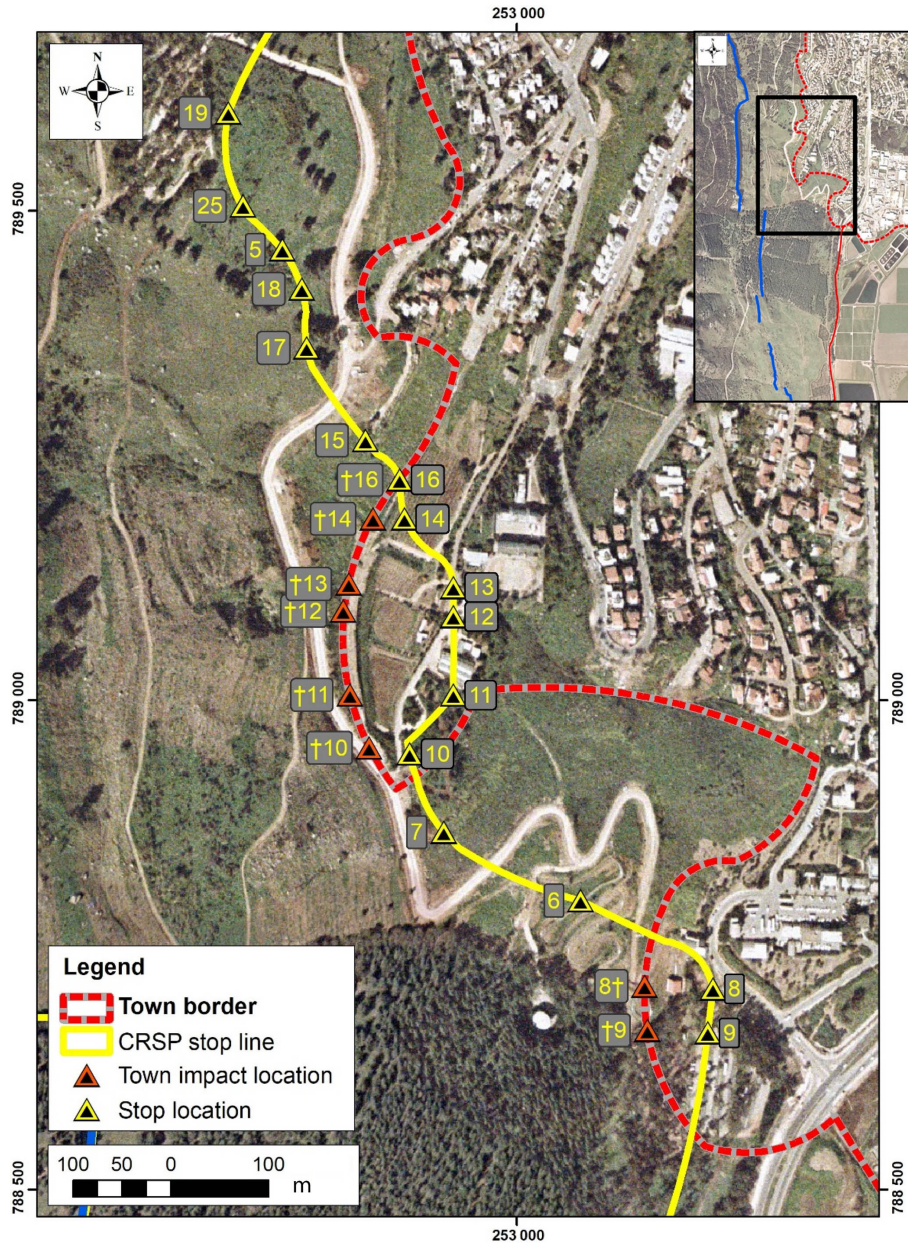 253 000
N
W E
S
N
19
789 500
789 500
25
5
18
17
15
†16 16
†14 14
†13 13
†12 12
789 000
789 000
†11 11
†10 10
7
6
8† 8
†9 9
Legend
Town border
CRSP stop line
Town impact location
Stop location
100 50 0 100
m
788 500
788 500
253 000